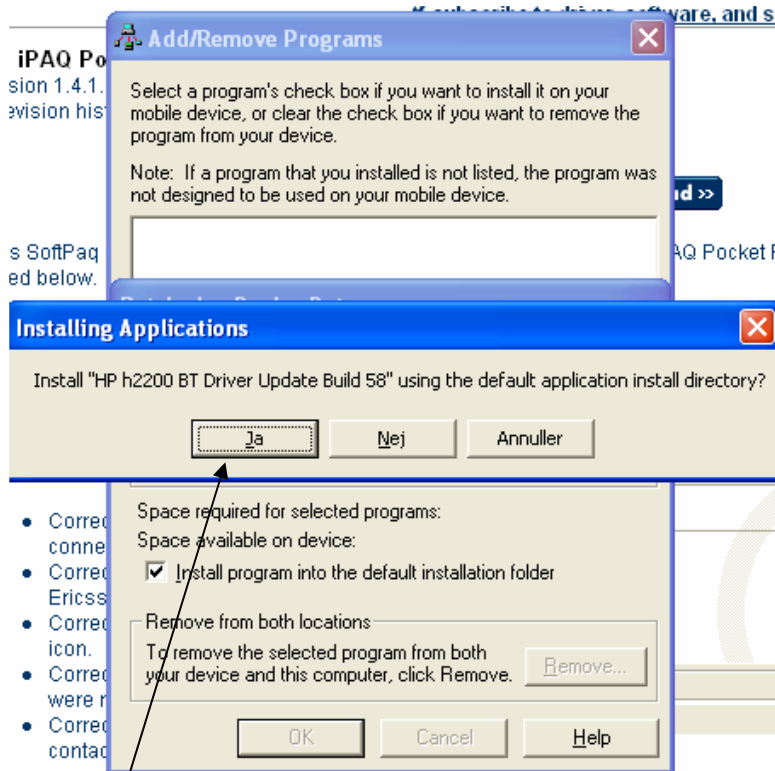 iPAQ Po
sion 1.4.1.
evision his
Add/Remove Programs
Select a program's check box if you want to install it on your
mobile device, or clear the check box if you want to remove the
program from your device.
Note: If a program that you installed is not listed, the program was
not designed to be used on your mobile device.
»
s SoftPaq
AQ Pocket
ed below.
Installing Applications
Install "HP h2200 BT Driver Update Build 58" using the default application install directory?
Ja
Nej
Annuller
Space required for selected programs:
Space available on device:
Install program into the default installation folder
Remove from both locations
To remove the selected program from both
your device and this computer, click Remove.
Remove...
OK
Cancel
Help
Correc
conne
Correc
Ericss
Correc
icon.
Correc
were r
Correc
contac